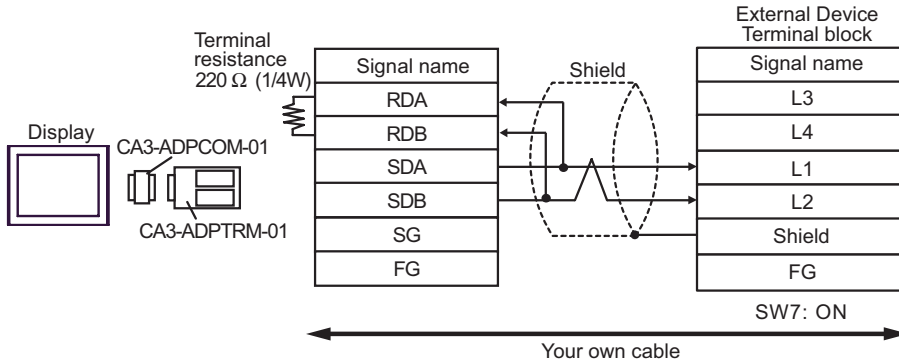 External Device
Terminal block
Terminal
resistance
220 Ω (1/4W)
Signal name
Shield
Signal name
RDA
L3
RDB
L4
Display
CA3-ADPCOM-01
SDA
L1
SDB
L2
CA3-ADPTRM-01
SG
Shield
FG
FG
SW7: ON
Your own cable